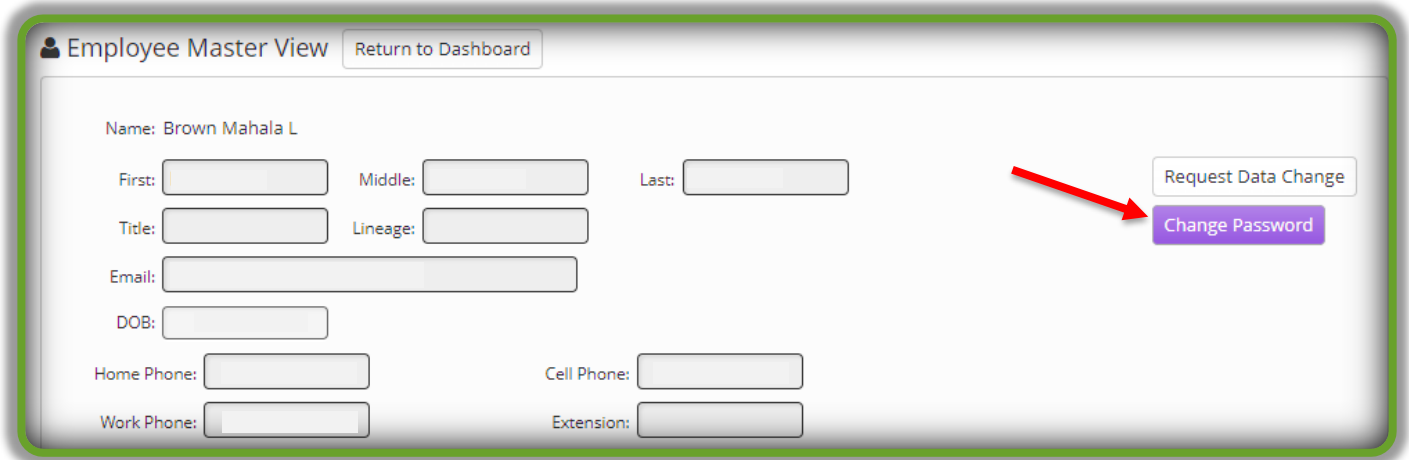 Employee Master View Return to Dashboard
Name: Brown Mahala L
First: Middle: Last: Request Data Change
Title: Lineage: Change Password
Email:
DOB:
Home Phone: Cell Phone:
Work Phone: Extension: